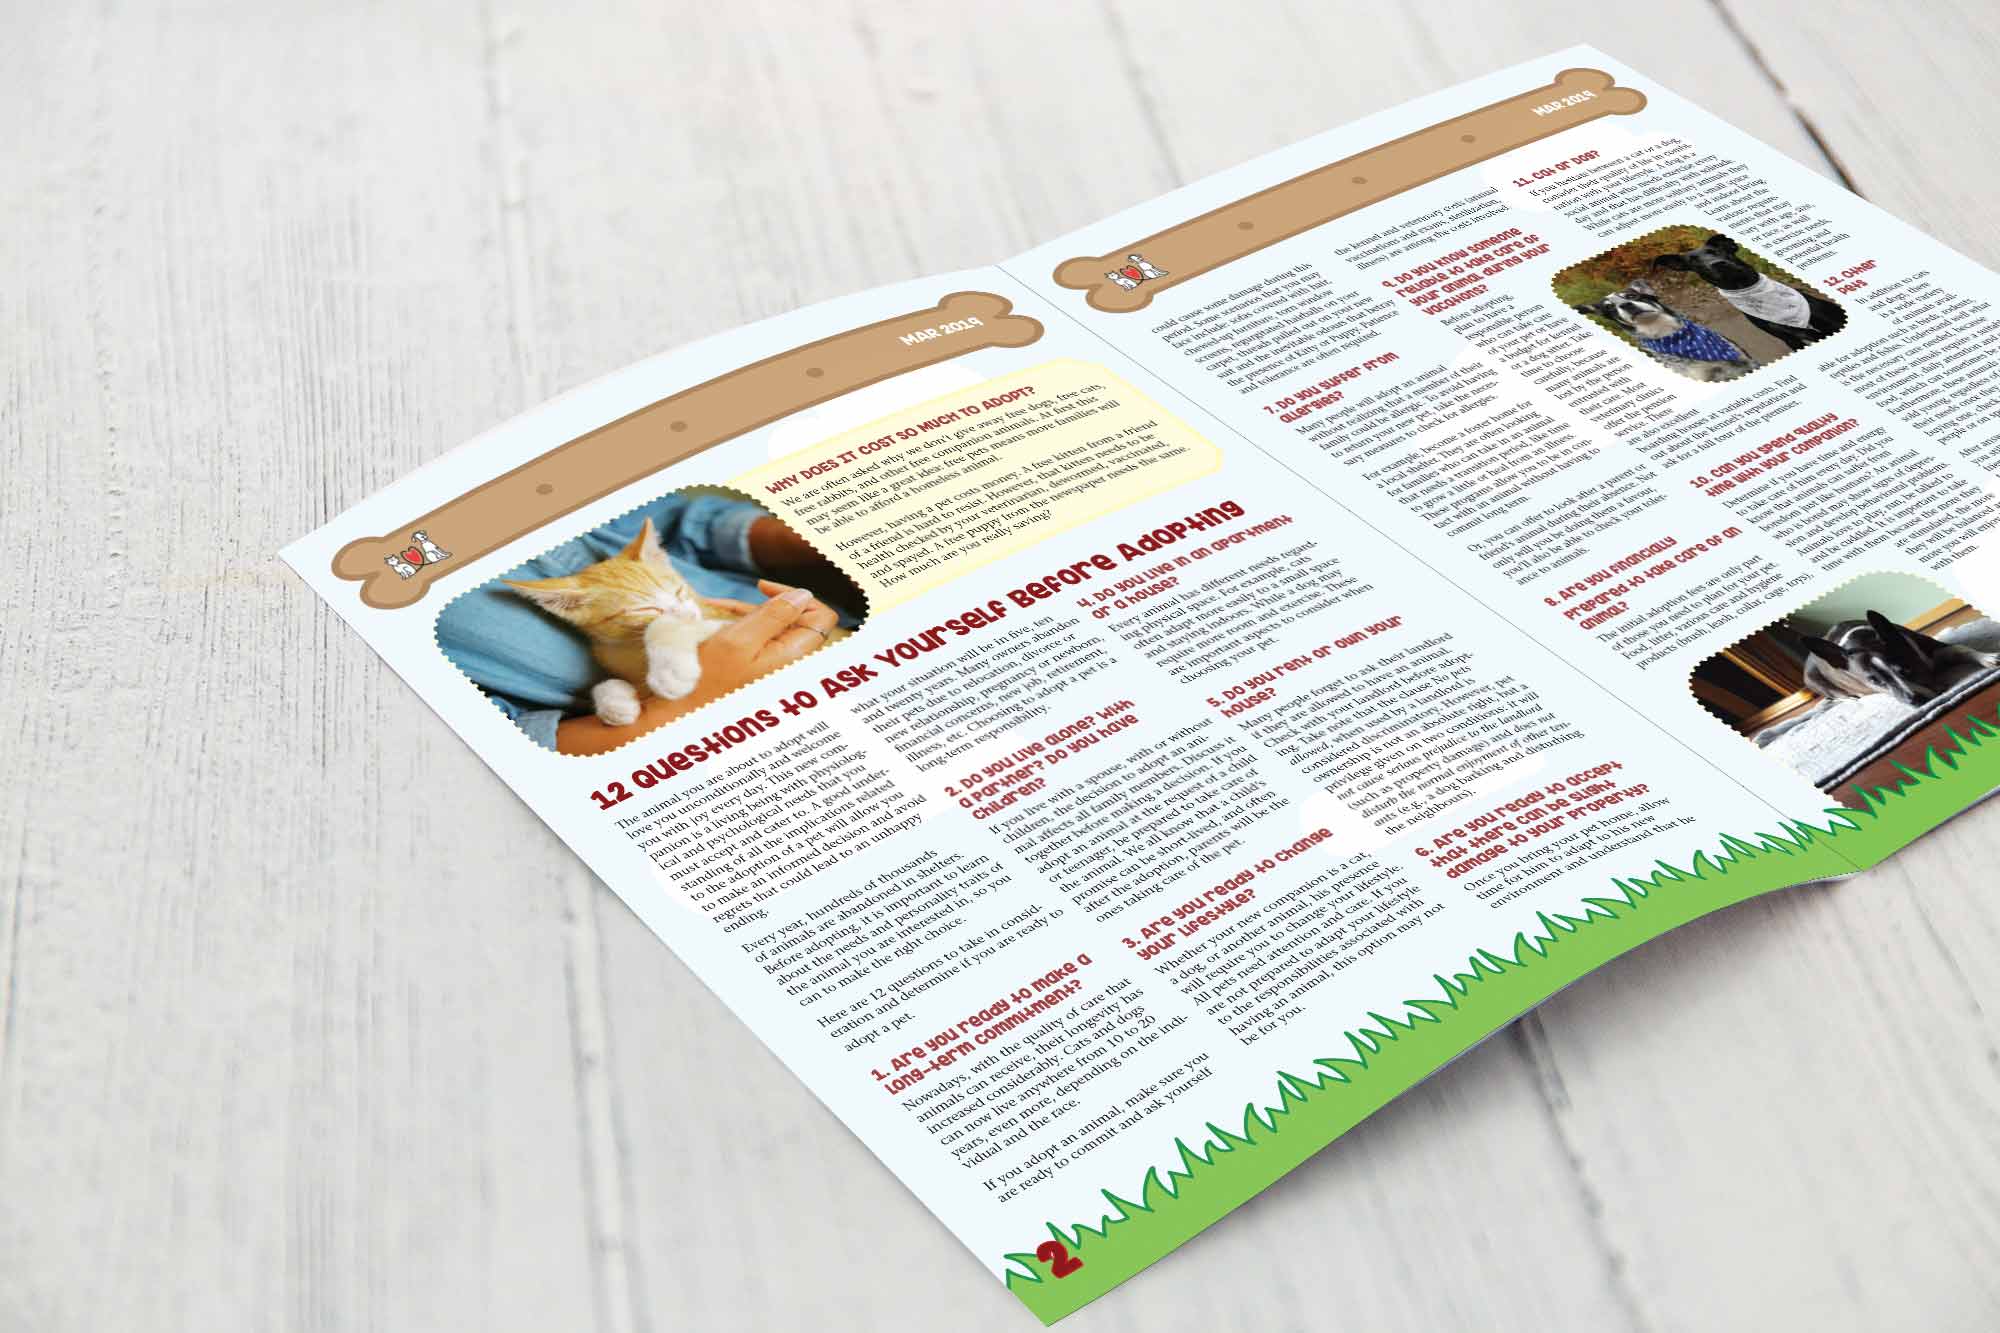 MAR 2019
WHY DOES IT COST SO MUCH TO ADOPT?
We are often asked why we don't give away free dogs, free cats,
free rabbits, and other free companion animals. At first this
may seem like a great idea: free pets means more families will
be able to afford a homeless animal.
However, having a pet costs money. A free kitten from a friend
of a friend is hard to resist. However, that kitten needs to be
health checked by your veterinarian, dewormed, vaccinated,
and spayed. A free puppy from the newspaper needs the same.
How much are you really saving?
12 Questions to Ask Yourself Before Adopting
The animal you are about to adopt will
love you unconditionally and welcome
you with joy every day. This new com-
panion is a living being with physiolog-
ical and psychological needs that you
must accept and cater to. A good under-
standing of all the implications related
to the adoption of a pet will allow you
to make an informed decision and avoid
regrets that could lead to an unhappy
ending.
Every year, hundreds of thousands
of animals are abandoned in shelters.
Before adopting, it is important to learn
about the needs and personality traits of
the animal you are interested in, so you
can to make the right choice.
Here are 12 questions to take in consid-
eration and determine if you are ready to
adopt a pet.
1. Are you ready to make a
long-term commitment?
Nowadays, with the quality of care that
animals can receive, their longevity has
increased considerably. Cats and dogs
can now live anywhere from 10 to 20
years, even more, depending on the indi-
vidual and the race.
If you adopt an animal, make sure you
are ready to commit and ask yourself
what your situation will be in five, ten
and twenty years. Many owners abandon
their pets due to relocation, divorce or
new relationship, pregnancy or newborn,
financial concerns, new job, retirement,
illness, etc. Choosing to adopt a pet is a
long-term responsibility.
2. Do you live alone? With
a partner? Do you have
children?
If you live with a spouse, with or without
children, the decision to adopt an ani-
mal affects all family members. Discuss it
together before making a decision. If you
adopt an animal at the request of a child
or teenager, be prepared to take care of
the animal. We all know that a child's
promise can be short-lived, and often
after the adoption, parents will be the
ones taking care of the pet.
3. Are you ready to change
your lifestyle?
Whether your new companion is a cat,
a dog, or another animal, his presence
will require you to change your lifestyle.
All pets need attention and care. If you
are not prepared to adapt your lifestyle
to the responsibilities associated with
having an animal, this option may not
be for you.
4. Do you live in an apartment
or a house?
Every animal has different needs regard-
ing physical space. For example, cats
often adapt more easily to a small space
and staying indoors. While a dog may
require more room and exercise. These
are important aspects to consider when
choosing your pet.
5. Do you rent or own your
house?
Many people forget to ask their landlord
if they are allowed to have an animal.
Check with your landlord before adopt-
ing. Take note that the clause No pets
allowed, when used by a landlord is
considered discriminatory. However, pet
ownership is not an absolute right, but a
privilege given on two conditions: it will
not cause serious prejudice to the landlord
(such as property damage) and does not
disturb the normal enjoyment of other ten-
ants (e.g., a dog barking and disturbing
the neighbours).
6. Are you ready to accept
that there can be slight
damage to your property?
Once you bring your pet home, allow
time for him to adapt to his new
environment and understand that he
2
MAR 2019
could cause some damage during this
period. Some scenarios that you may
face include: sofas covered with hair,
chewed-up furniture, torn window
screens, repeated hairballs on your
carpet, threads pulled out on your new
suit and the inevitable odours that betray
the presence of Kitty or Puppy. Patience
and tolerance are often required.
7. Do you suffer from
allergies?
Many people will adopt an animal
without realizing that a member of their
family could be allergic. To avoid having
to return your new pet, take the neces-
sary measures to check for allergies.
For example, become a foster home for
a local shelter. They are often looking
for families who can take in an animal
that needs a transition period, like time
to grow a little or heal from an illness.
These programs allow you to be in con-
tact with an animal without having to
commit long term.
Or, you can offer to look after a parent or
friend's animal during their absence. Not
only will you be doing them a favour,
you'll also be able to check your toler-
ance to animals.
8. Are you financially
prepared to take care of an
animal?
The initial adoption fees are only part
of those you need to plan for your pet.
Food, litter, various care and hygiene
products (brush, leash, collar, cage, toys),
the kennel and veterinary costs (annual
vaccinations and exams, sterilization,
illness) are among the costs involved.
9. Do you know someone
reliable to take care of
your animal during your
vacations?
Before adopting,
plan to have a
responsible person
who can take care
of your pet or have
a budget for kennel
or dog sitter. Take
time to choose
carefully, because
many animals are
lost by the person
entrusted with
their care. Most
veterinary clinics
offer the pension
service. There
are also excellent
boarding houses at variable costs. Find
out about the kennel's reputation and
ask for a full tour of the premises.
10. Can you spend quality
time with your companion?
Determine if you have time and energy
to take care of him every day. Did you
know that animals can suffer from
boredom just like humans? An animal
who is bored may show signs of depres-
sion and develop behavioural problems.
Animals love to play, run, be talked to
and be cuddled. It is important to take
time with them because the more they
are stimulated, the more
they will be balanced a
more you will enjoy
with them.
11. Cat or Dog?
If you hesitate between a cat or a dog,
consider their quality of life in combi-
nation with your lifestyle. A dog is a
social animal who needs exercise every
day and that has difficulty with solitude.
While cats are more solitary animals they
can adjust more easily to a small space
and indoor living.
Learn about the
various require-
ments that may
vary with age, size,
or race, as well
as exercise needs,
grooming and
potential health
problems.
12. Other
pets
In addition to cats
and dogs, there
is a wide variety
of animals avail-
able for adoption such as birds, rodents,
reptiles and fishes. Understand well what
is the necessary care needed, because
most of these animals require a suitab
environment, daily attention, and a
food, which can sometimes be
Furthermore, these animals
sold young, regardless o
their needs once they
buying one, check
people or on sp